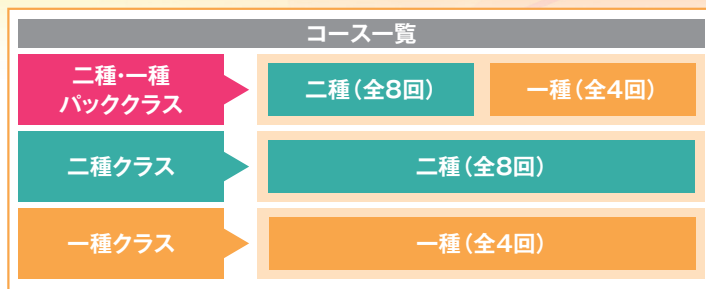 コース一覧
二種・一種
パッククラス
二種（全8回）
一種（全4回）
二種クラス
二種（全8回）
一種クラス
一種（全4回）